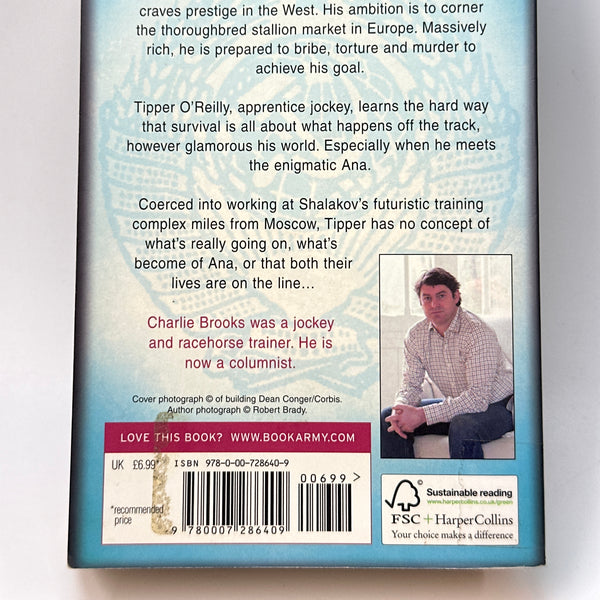 craves prestige in the West. His ambition is to corner
the thoroughbred stallion market in Europe. Massively
rich, he is prepared to bribe, torture and murder to
achieve his goal.
Tipper O'Reilly, apprentice jockey, learns the hard way
that survival is all about what happens off the track,
however glamorous his world. Especially when he meets
the enigmatic Ana.
Coerced into working at Shalakov's futuristic training
complex miles from Moscow, Tipper has no concept of
what's really going on, what's
become of Ana, or that both their
lives are on the line…
Charlie Brooks was a jockey
and racehorse trainer. He is
now a columnist.
Cover photograph © of building Dean Conger/Corbis.
Author photograph © Robert Brady.
LOVE THIS BOOK? WWW.BOOKARMY.COM
UK £6.99*
ISBN 978-0-00-728640-9
00699 >
*recommended
price
9 780007 286409
Sustainable reading
www.harpercollins.co.uk/green
FSC + HarperCollins
Your choice makes a difference